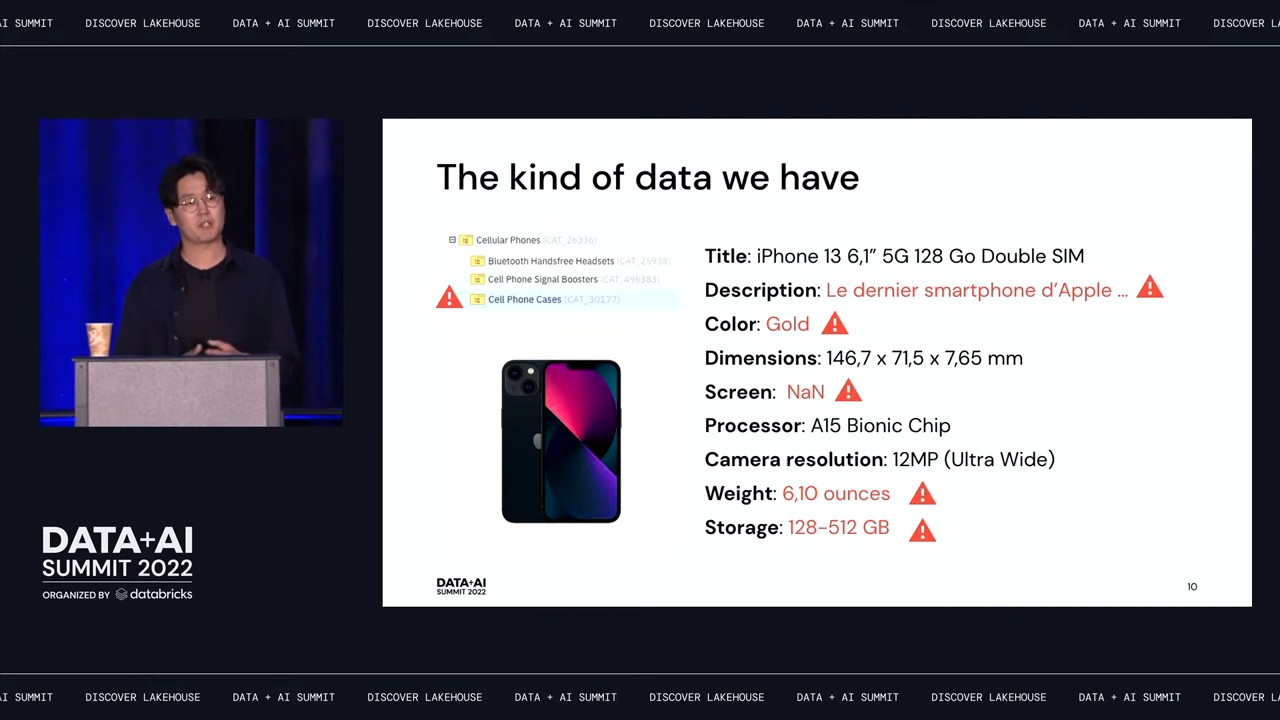 AI SUMMIT DISCOVER LAKEHOUSE DATA + AI SUMMIT DISCOVER LAKEHOUSE DATA + AI SUMMIT DISCOVER LAKEHOUSE DATA + AI SUMMIT DISCOVER LAKEHOUSE DATA + AI SUMMIT DISCOVER
The kind of data we have
Cellular Phones (CAT_26336)
Bluetooth Handsfree Headsets (CAT_25938)
Cell Phone Signal Boosters (CAT_496383)
Cell Phone Cases (CAT_30177)
Title: iPhone 13 6,1” 5G 128 Go Double SIM
Description: Le dernier smartphone d’Apple ...
Color: Gold
Dimensions: 146,7 x 71,5 x 7,65 mm
Screen: NaN
Processor: A15 Bionic Chip
Camera resolution: 12MP (Ultra Wide)
Weight: 6,10 ounces
Storage: 128-512 GB
DATA+AI
SUMMIT 2022
10
DATA+AI
SUMMIT 2022
ORGANIZED BY databricks
AI SUMMIT DISCOVER LAKEHOUSE DATA + AI SUMMIT DISCOVER LAKEHOUSE DATA + AI SUMMIT DISCOVER LAKEHOUSE DATA + AI SUMMIT DISCOVER LAKEHOUSE DATA + AI SUMMIT DISCOVER